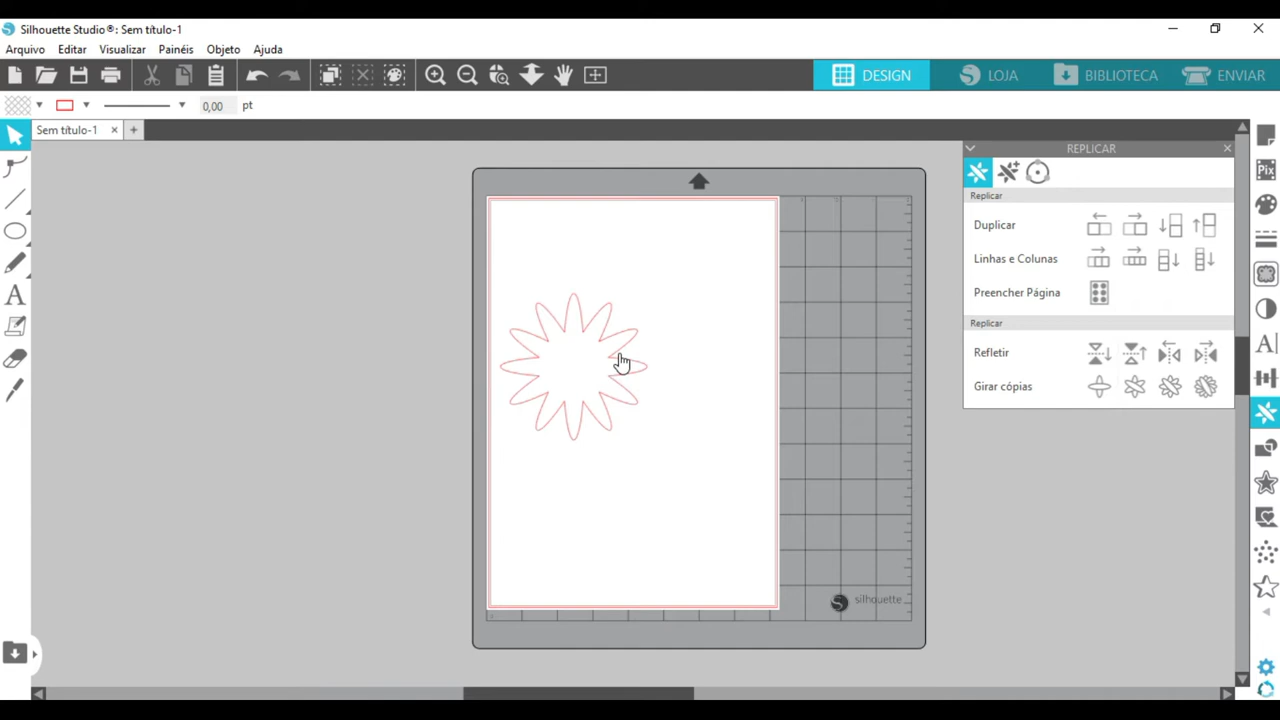 Silhouette Studio®: Sem título-1
Arquivo Editar Visualizar Painéis Objeto Ajuda
DESIGN LOJA BIBLIOTECA ENVIAR
0,00 pt
Sem título-1
REPLICAR
Replicar
Duplicar
Linhas e Colunas
Preencher Página
Replicar
Refletir
Girar cópias
Pix
A
A
silhouette